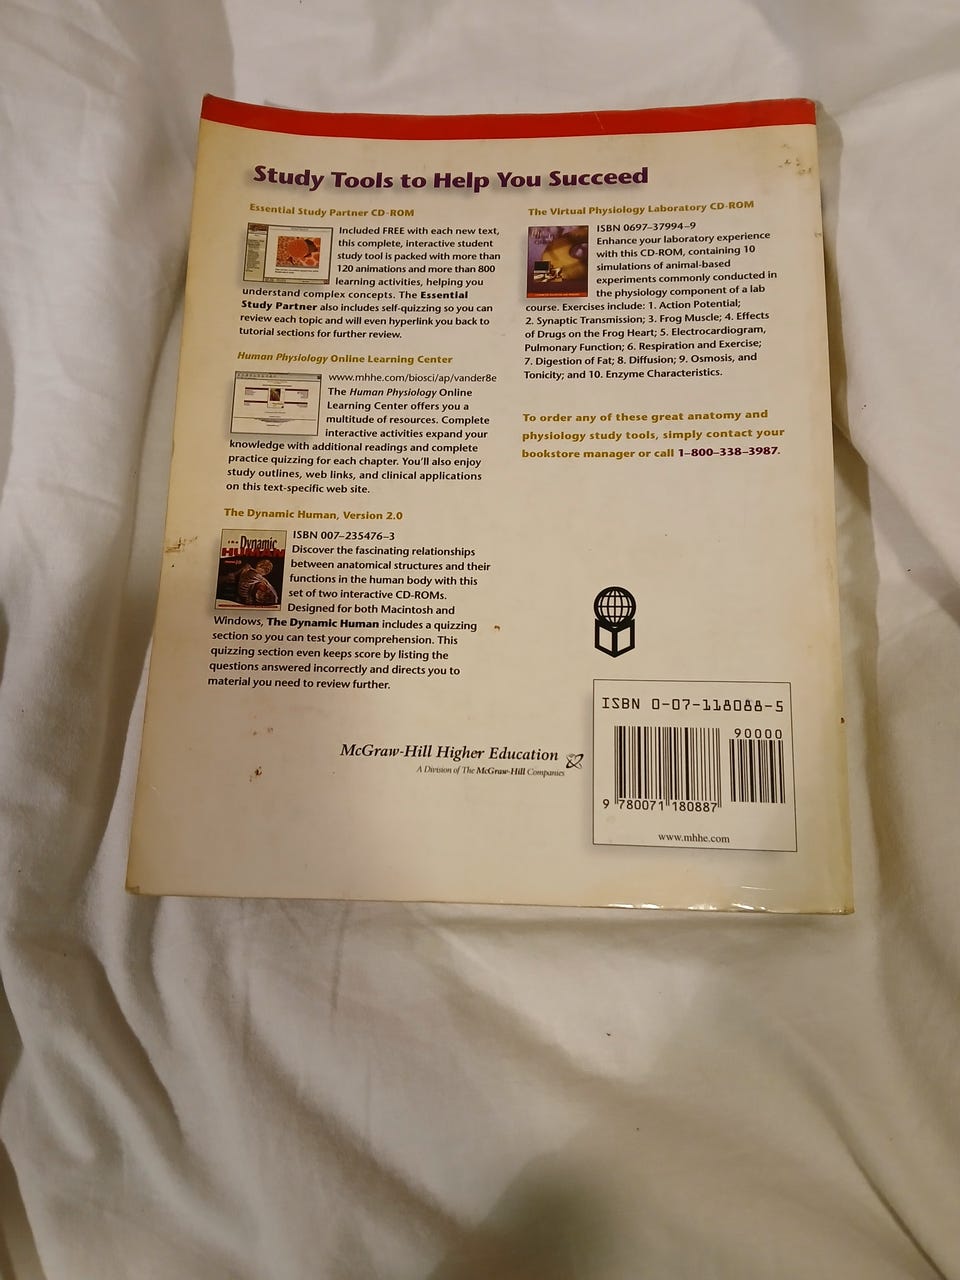 Study Tools to Help You Succeed
Essential Study Partner CD-ROM
Included FREE with each new text,
this complete, interactive student
study tool is packed with more than
120 animations and more than 800
learning activities, helping you
understand complex concepts. The Essential
Study Partner also includes self-quizzing so you can
review each topic and will even hyperlink you back to
tutorial sections for further review.
Human Physiology Online Learning Center
www.mhhe.com/biosci/ap/vander8e
The Human Physiology Online
Learning Center offers you a
multitude of resources. Complete
interactive activities expand your
knowledge with additional readings and complete
practice quizzing for each chapter. You'll also enjoy
study outlines, web links, and clinical applications
on this text-specific web site.
The Dynamic Human, Version 2.0
Dynamic
HUMAN
ISBN 007-235476-3
Discover the fascinating relationships
between anatomical structures and their
functions in the human body with this
set of two interactive CD-ROMs.
Designed for both Macintosh and
Windows, The Dynamic Human includes a quizzing
section so you can test your comprehension. This
quizzing section even keeps score by listing the
questions answered incorrectly and directs you to
material you need to review further.
The Virtual Physiology Laboratory CD-ROM
ISBN 0697-37994-9
Enhance your laboratory experience
with this CD-ROM, containing 10
simulations of animal-based
experiments commonly conducted in
the physiology component of a lab
course. Exercises include: 1. Action Potential;
2. Synaptic Transmission; 3. Frog Muscle; 4. Effects
of Drugs on the Frog Heart; 5. Electrocardiogram,
Pulmonary Function; 6. Respiration and Exercise;
7. Digestion of Fat; 8. Diffusion; 9. Osmosis, and
Tonicity; and 10. Enzyme Characteristics.
To order any of these great anatomy and
physiology study tools, simply contact your
bookstore manager or call 1-800-338-3987.
McGraw-Hill Higher Education
A Division of The McGraw-Hill Companies
ISBN 0-07-118088-5
90000
9 780071 180887
www.mhhe.com